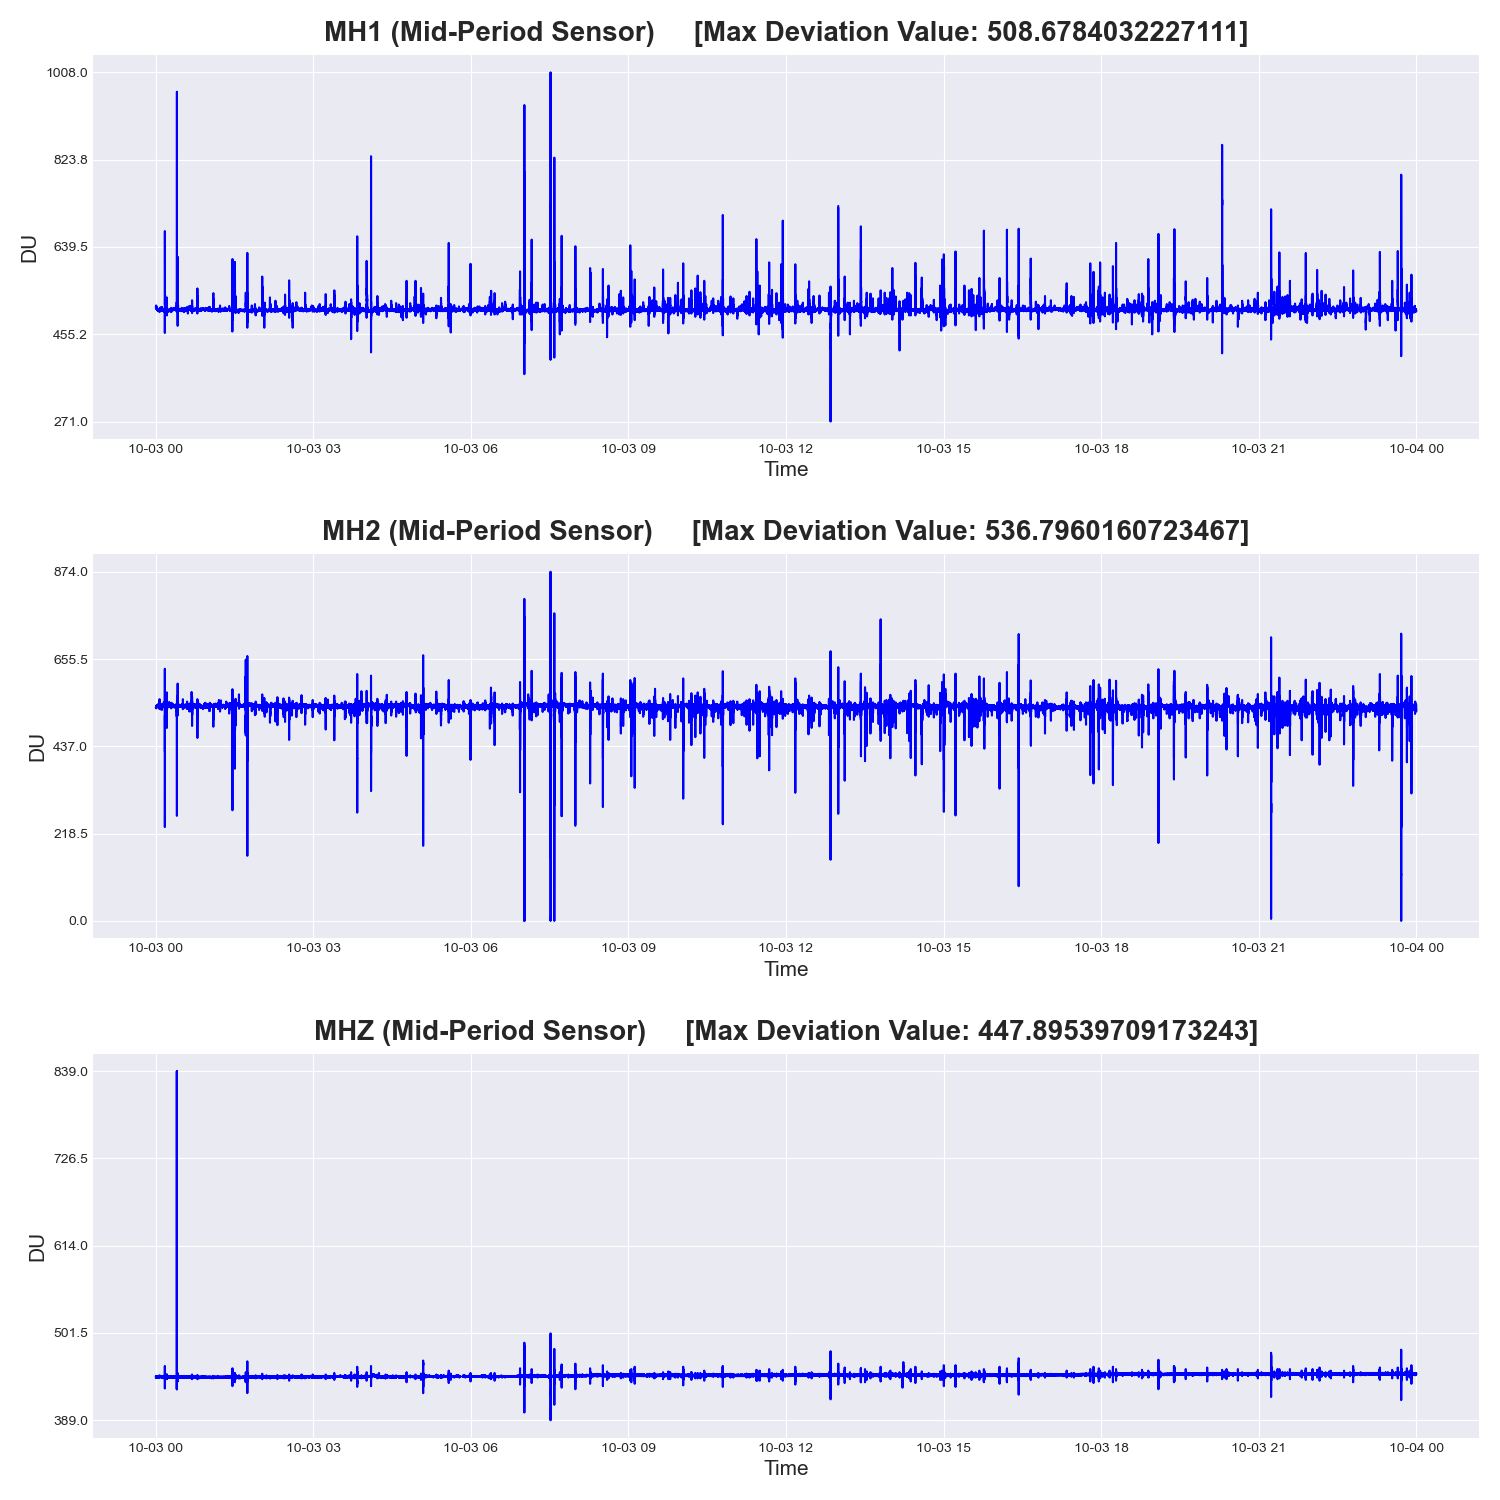 MH1 (Mid-Period Sensor) [Max Deviation Value: 508.6784032227111]
1008.0
823.8
639.5
455.2
271.0
DU
10-03 00 10-03 03 10-03 06 10-03 09 10-03 12 10-03 15 10-03 18 10-03 21 10-04 00
Time
MH2 (Mid-Period Sensor) [Max Deviation Value: 536.7960160723467]
874.0
655.5
437.0
218.5
0.0
DU
10-03 00 10-03 03 10-03 06 10-03 09 10-03 12 10-03 15 10-03 18 10-03 21 10-04 00
Time
MHZ (Mid-Period Sensor) [Max Deviation Value: 447.89539709173243]
839.0
726.5
614.0
501.5
389.0
DU
10-03 00 10-03 03 10-03 06 10-03 09 10-03 12 10-03 15 10-03 18 10-03 21 10-04 00
Time